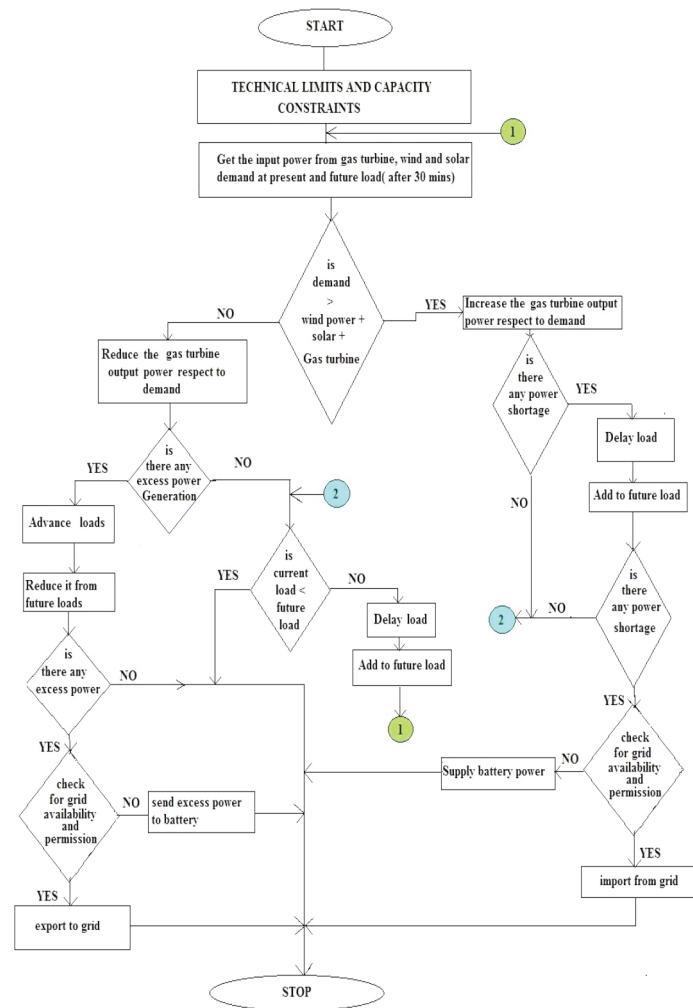 START
TECHNICAL LIMITS AND CAPACITY
CONSTRAINTS
1
Get the input power from gas turbine, wind and solar
demand at present and future load( after 30 mins)
is
demand
>
wind power +
solar +
Gas turbine
NO
YES
Reduce the gas turbine
output power respect to
demand
Increase the gas turbine output
power respect to demand
is
there
any power
shortage
YES
NO
Delay load
Add to future load
is
there any
excess power
Generation
YES
NO
Advance loads
Reduce it from
future loads
2
is
current
load <
future
load
YES
NO
Delay load
Add to future load
1
is
there
any power
shortage
NO
2
YES
is
there any
excess power
NO
YES
check
for grid
availability
and
permission
NO
send excess power
to battery
YES
export to grid
check
for grid
availability and
permission
NO
Supply battery power
YES
import from grid
STOP